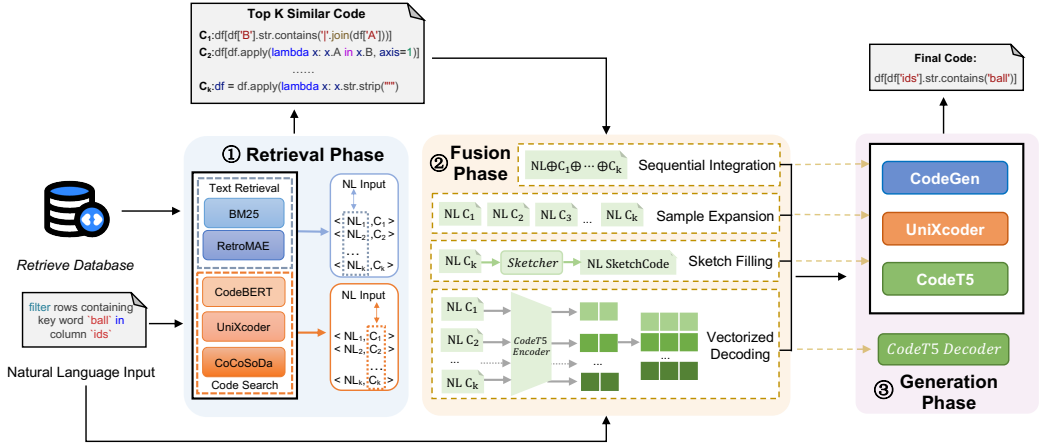 Top K Similar Code
C1:df[df['B'].str.contains('|'.join(df['A']))]
C2:df[df.apply(lambda x: x.A in x.B, axis=1)]
......
Ck:df = df.apply(lambda x: x.str.strip("'")
Final Code:
df[df['ids'].str.contains('ball')]
① Retrieval Phase
Text Retrieval
BM25
RetroMAE
CodeBERT
UniXcoder
CoCoSoDa
Code Search
NL Input
< NL1 ,C1 >
< NL2 ,C2 >
...
< NLk ,Ck >
NL Input
< NL1, C1 >
< NL2, C2 >
...
< NLk, Ck >
Retrieve Database
filter rows containing
key word `ball` in
column `ids`
Natural Language Input
② Fusion
Phase
NL⊕C1⊕⋯⊕Ck
Sequential Integration
NL C1 NL C2 NL C3 ... NL Ck
Sample Expansion
NL Ck Sketcher NL SketchCode
Sketch Filling
NL C1
NL C2
....
NL Ck
CodeT5
Encoder
...
...
Vectorized
Decoding
CodeGen
UniXcoder
CodeT5
CodeT5 Decoder
③ Generation
Phase